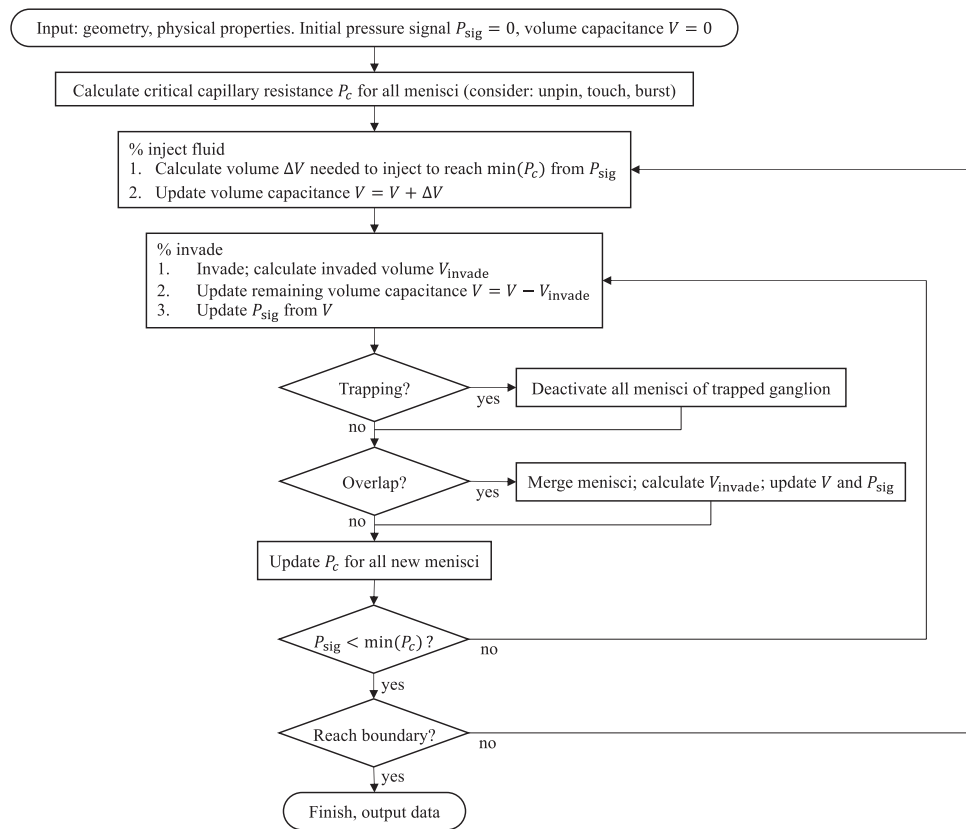 Input: geometry, physical properties. Initial pressure signal P_sig = 0, volume capacitance V = 0
Calculate critical capillary resistance P_c for all menisci (consider: unpin, touch, burst)
% inject fluid
1. Calculate volume ΔV needed to inject to reach min(P_c) from P_sig
2. Update volume capacitance V = V + ΔV
% invade
1. Invade; calculate invaded volume V_invade
2. Update remaining volume capacitance V = V − V_invade
3. Update P_sig from V
Trapping?
yes
Deactivate all menisci of trapped ganglion
no
Overlap?
yes
Merge menisci; calculate V_invade; update V and P_sig
no
Update P_c for all new menisci
P_sig < min(P_c) ?
no
yes
Reach boundary?
no
yes
Finish, output data